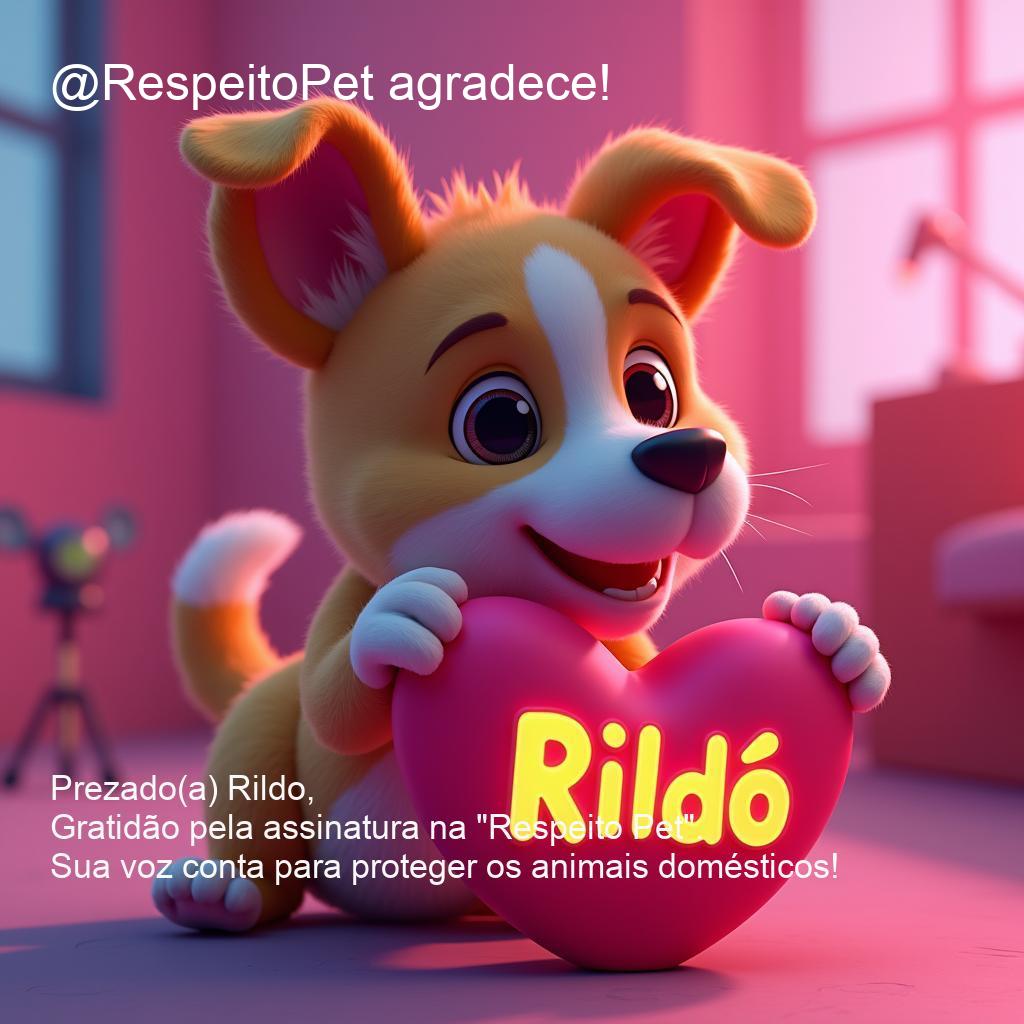 @RespeitoPet agradece!
Rildó
Prezado(a) Rildo,
Gratidão pela assinatura na "Respeito Pet".
Sua voz conta para proteger os animais domésticos!